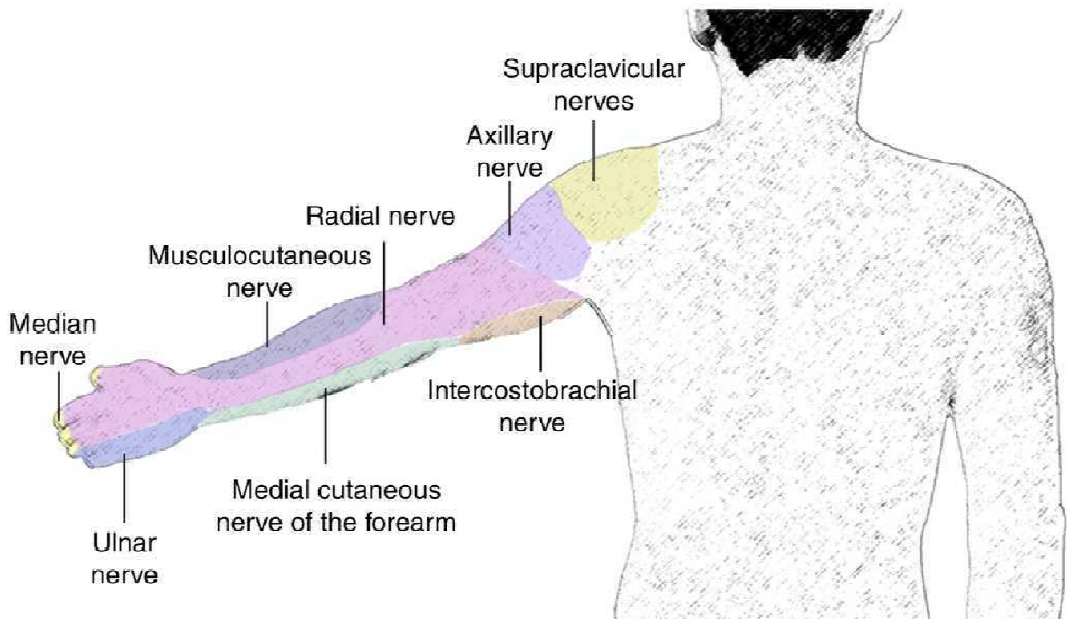 Supraclavicular
nerves
Axillary
nerve
Radial nerve
Musculocutaneous
nerve
Median
nerve
Intercostobrachial
nerve
Medial cutaneous
nerve of the forearm
Ulnar
nerve